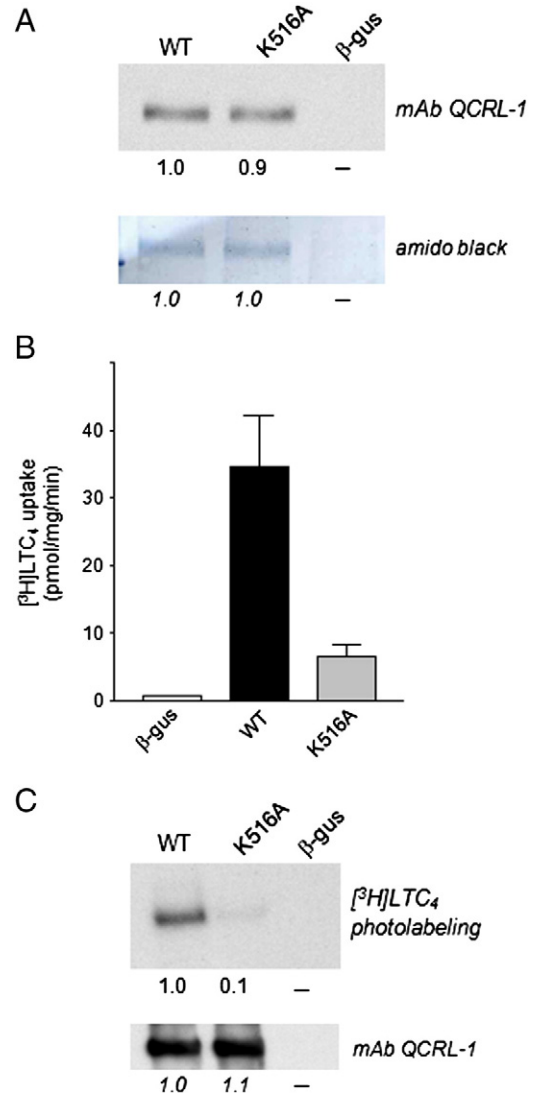 A
WT K516A β-gus
mAb QCRL-1
1.0 0.9 –
amido black
1.0 1.0 –
B
[³H]LTC₄ uptake
(pmol/mg/min)
40
30
20
10
0
β-gus WT K516A
C
WT K516A β-gus
[³H]LTC₄
photolabeling
1.0 0.1 –
mAb QCRL-1
1.0 1.1 –